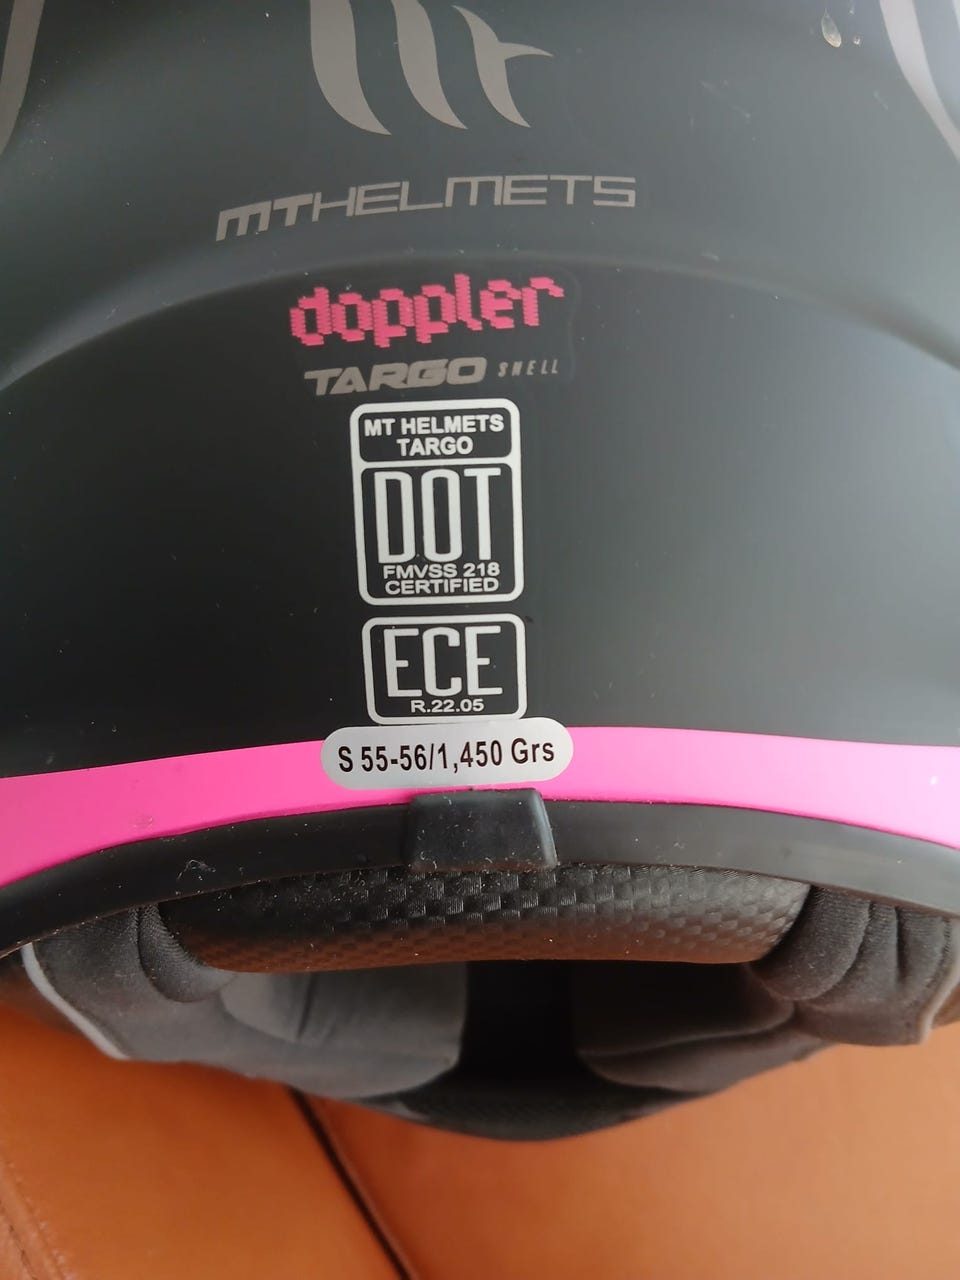 MTHELMETS
doppler
TARGO SHELL
MT HELMETS
TARGO
DOT
FMVSS 218
CERTIFIED
ECE
R.22.05
S 55-56/1,450 Grs